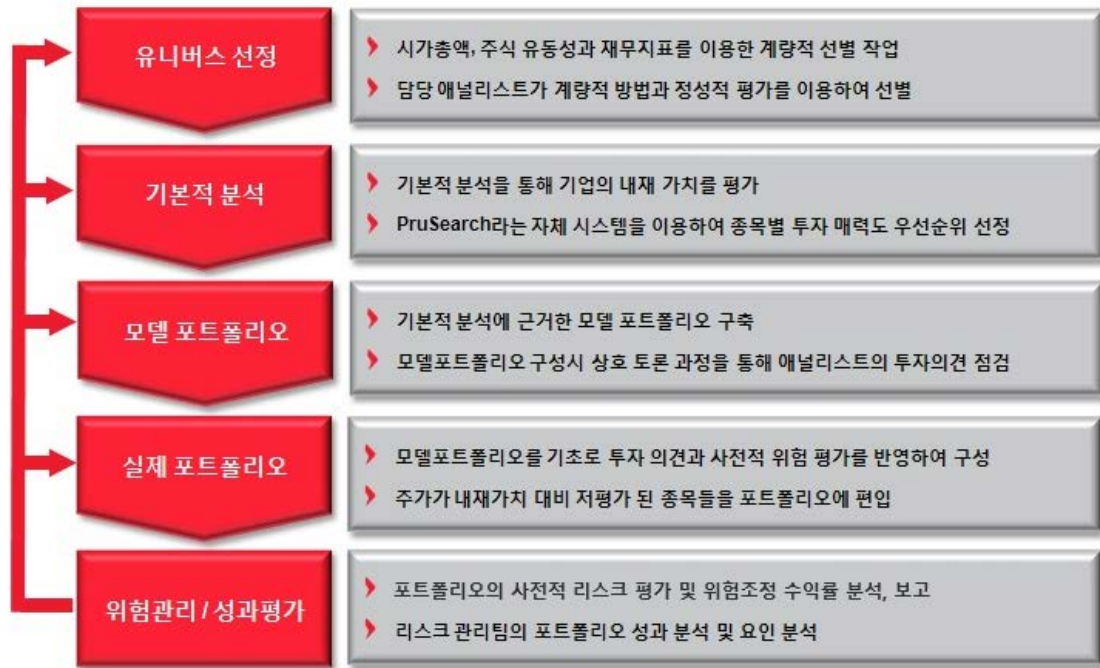 유니버스 선정
시가총액, 주식 유동성과 재무지표를 이용한 계량적 선별 작업
담당 애널리스트가 계량적 방법과 정성적 평가를 이용하여 선별
기본적 분석
기본적 분석을 통해 기업의 내재 가치를 평가
PruSearch라는 자체 시스템을 이용하여 종목별 투자 매력도 우선순위 선정
모델 포트폴리오
기본적 분석에 근거한 모델 포트폴리오 구축
모델포트폴리오 구성시 상호 토론 과정을 통해 애널리스트의 투자의견 점검
실제 포트폴리오
모델포트폴리오를 기초로 투자 의견과 사전적 위험 평가를 반영하여 구성
주가가 내재가치 대비 저평가 된 종목들을 포트폴리오에 편입
위험관리 / 성과평가
포트폴리오의 사전적 리스크 평가 및 위험조정 수익률 분석, 보고
리스크 관리팀의 포트폴리오 성과 분석 및 요인 분석